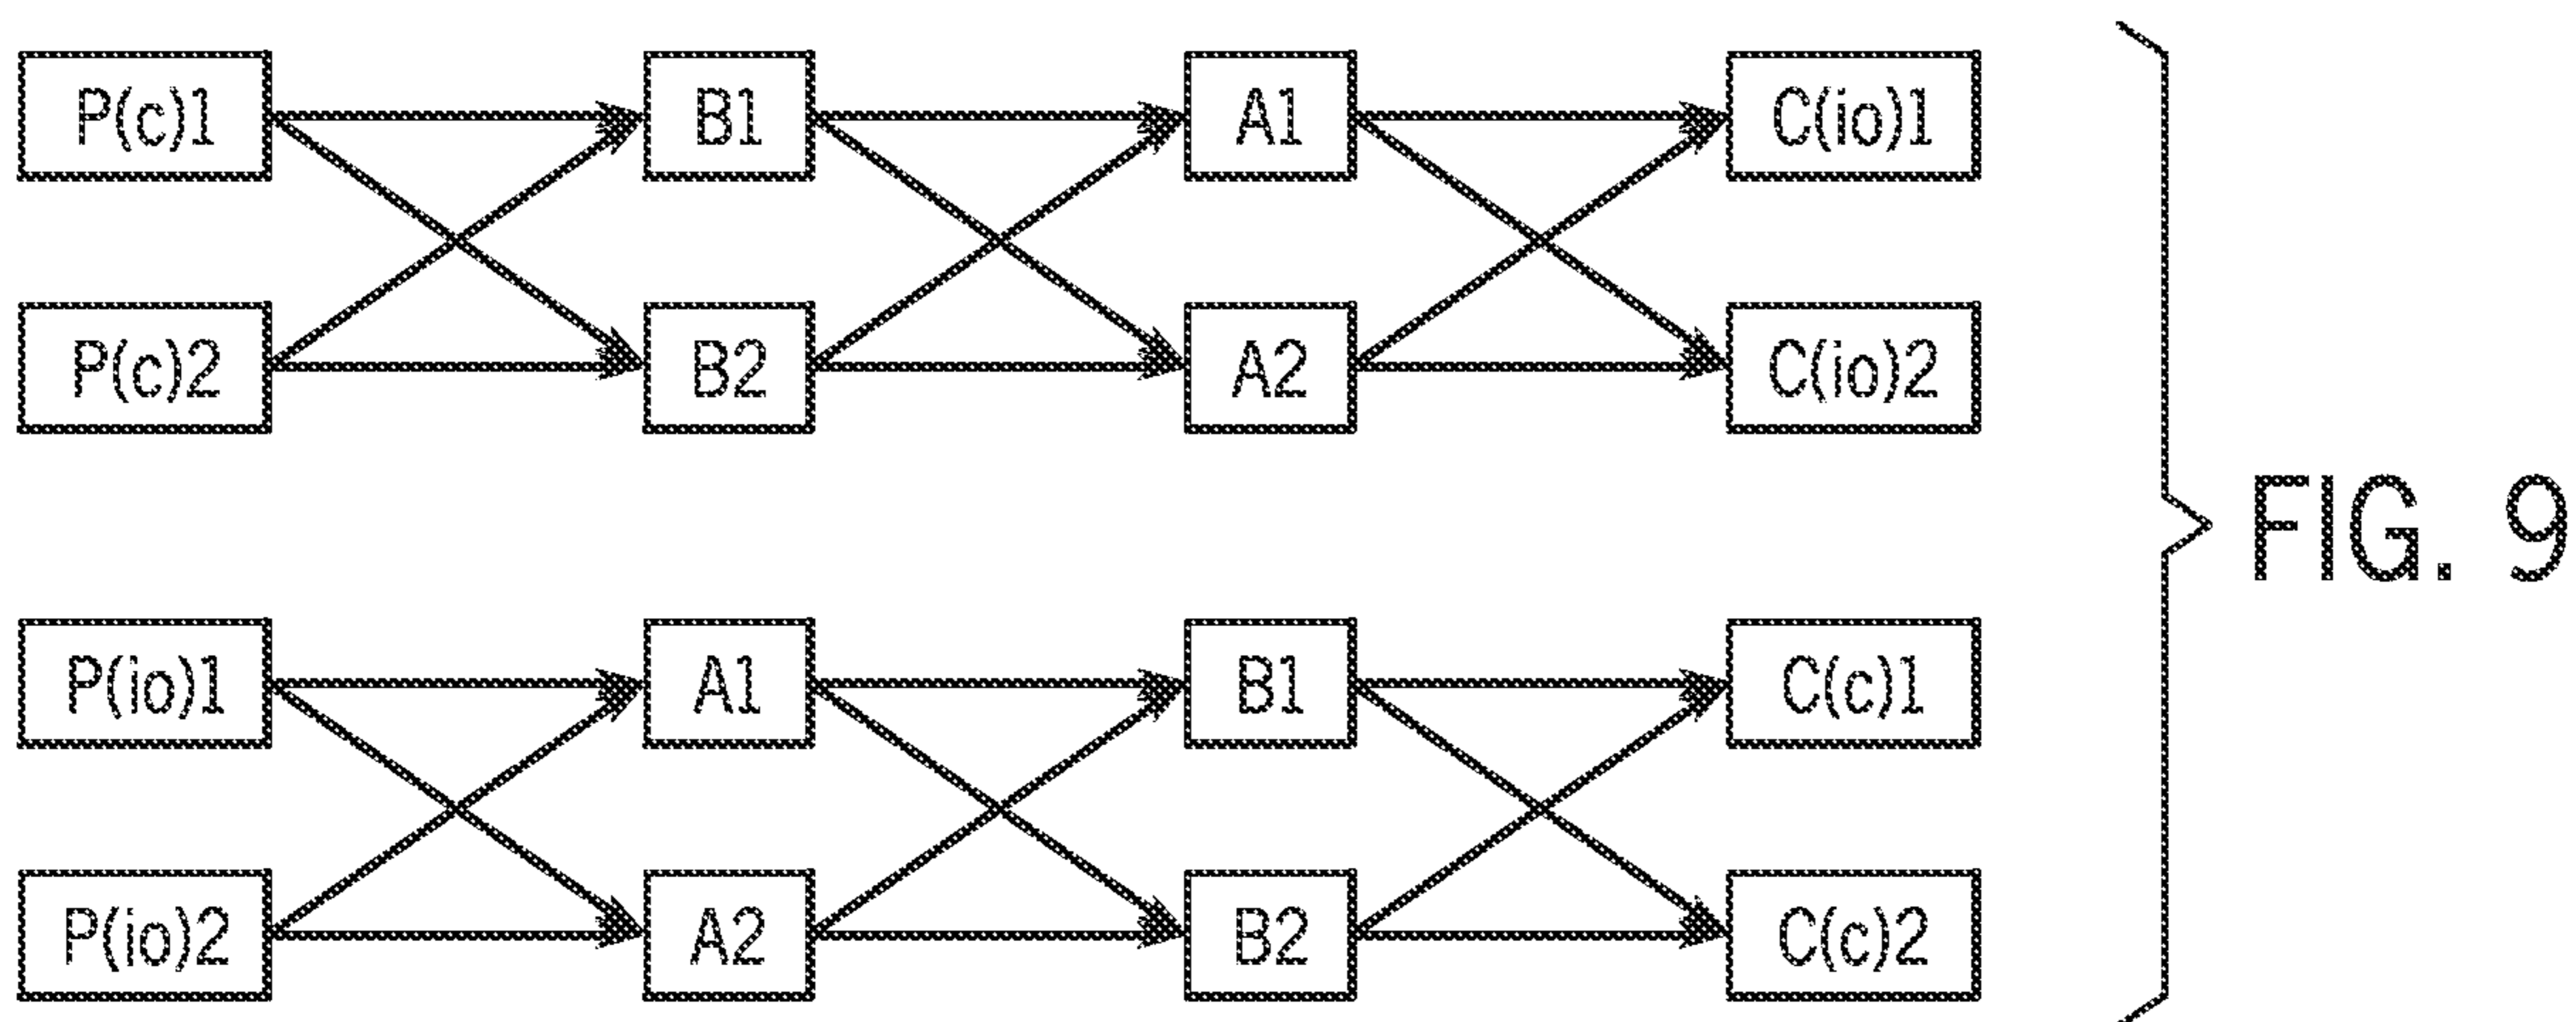 P(c)1 B1 A1 C(io)1
P(c)2 B2 A2 C(io)2
FIG. 9
P(io)1 A1 B1 C(c)1
P(io)2 A2 B2 C(c)2